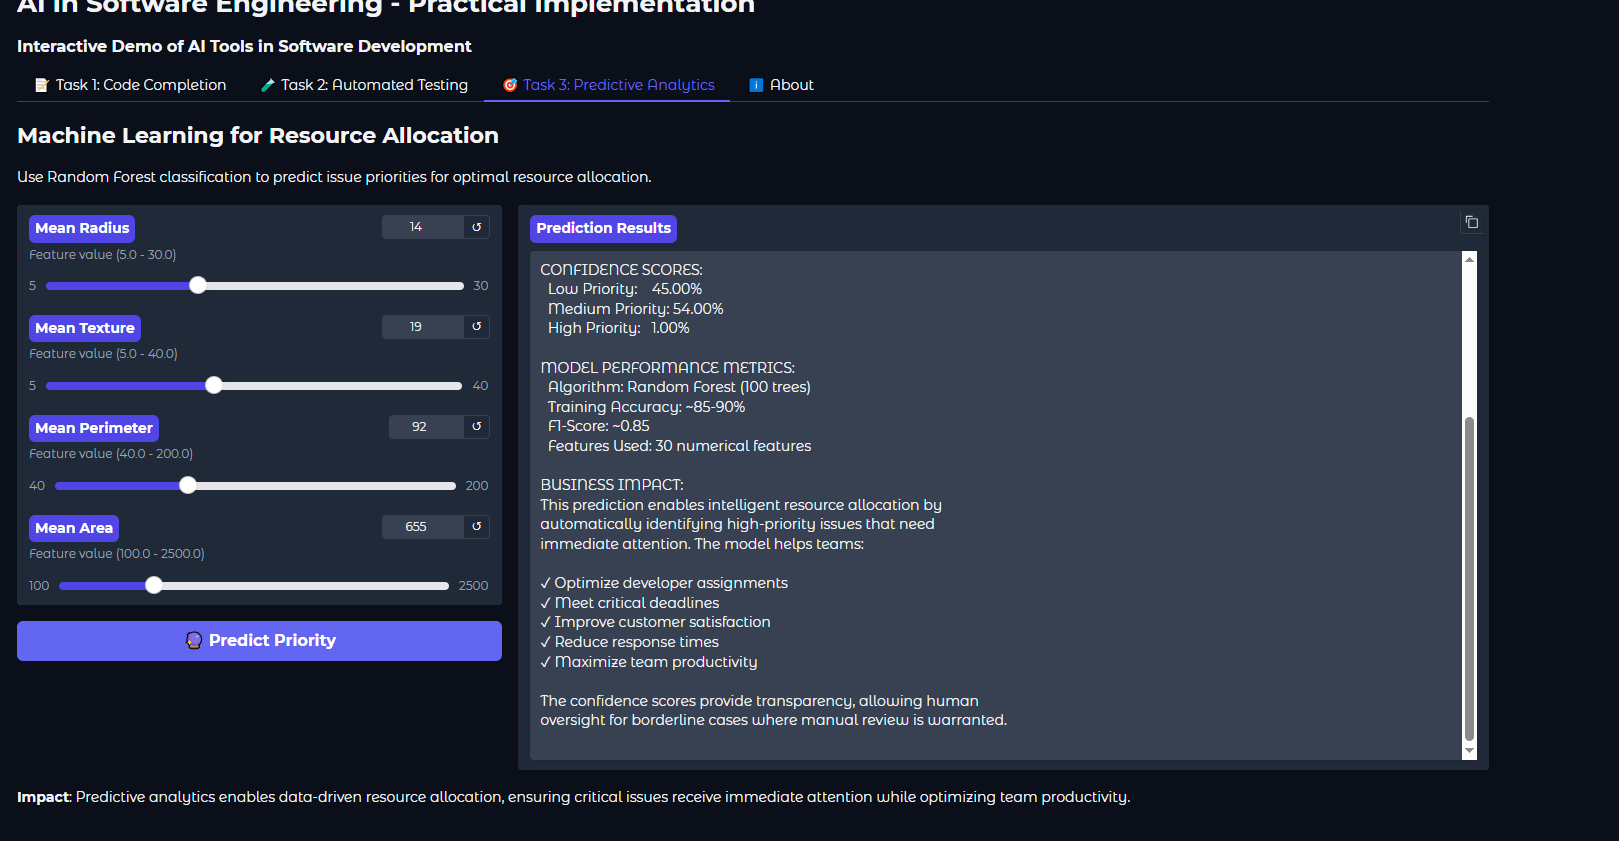 AI in Software Engineering - Practical Implementation
Interactive Demo of AI Tools in Software Development
Task 1: Code Completion
Task 2: Automated Testing
Task 3: Predictive Analytics
About
Machine Learning for Resource Allocation
Use Random Forest classification to predict issue priorities for optimal resource allocation.
Mean Radius
14
Feature value (5.0 - 30.0)
5
30
Mean Texture
19
Feature value (5.0 - 40.0)
5
40
Mean Perimeter
92
Feature value (40.0 - 200.0)
40
200
Mean Area
655
Feature value (100.0 - 2500.0)
100
2500
Predict Priority
Prediction Results
CONFIDENCE SCORES:
Low Priority: 45.00%
Medium Priority: 54.00%
High Priority: 1.00%
MODEL PERFORMANCE METRICS:
Algorithm: Random Forest (100 trees)
Training Accuracy: ~85-90%
F1-Score: ~0.85
Features Used: 30 numerical features
BUSINESS IMPACT:
This prediction enables intelligent resource allocation by
automatically identifying high-priority issues that need
immediate attention. The model helps teams:
✓ Optimize developer assignments
✓ Meet critical deadlines
✓ Improve customer satisfaction
✓ Reduce response times
✓ Maximize team productivity
The confidence scores provide transparency, allowing human
oversight for borderline cases where manual review is warranted.
Impact: Predictive analytics enables data-driven resource allocation, ensuring critical issues receive immediate attention while optimizing team productivity.